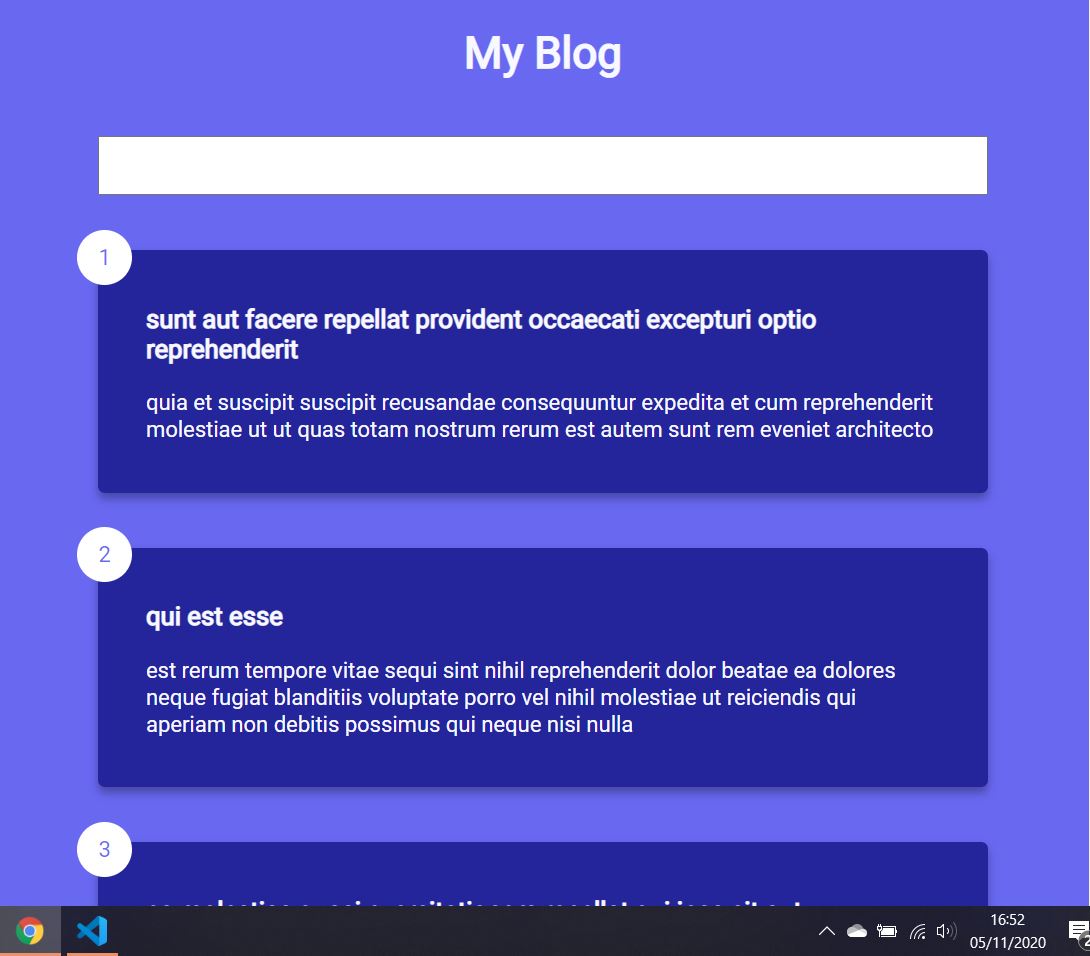 My Blog
1
sunt aut facere repellat provident occaecati excepturi optio
reprehenderit
quia et suscipit suscipit recusandae consequuntur expedita et cum reprehenderit
molestiae ut ut quas totam nostrum rerum est autem sunt rem eveniet architecto
2
qui est esse
est rerum tempore vitae sequi sint nihil reprehenderit dolor beatae ea dolores
neque fugiat blanditiis voluptate porro vel nihil molestiae ut reiciendis qui
aperiam non debitis possimus qui neque nisi nulla
3
16:52
05/11/2020
2